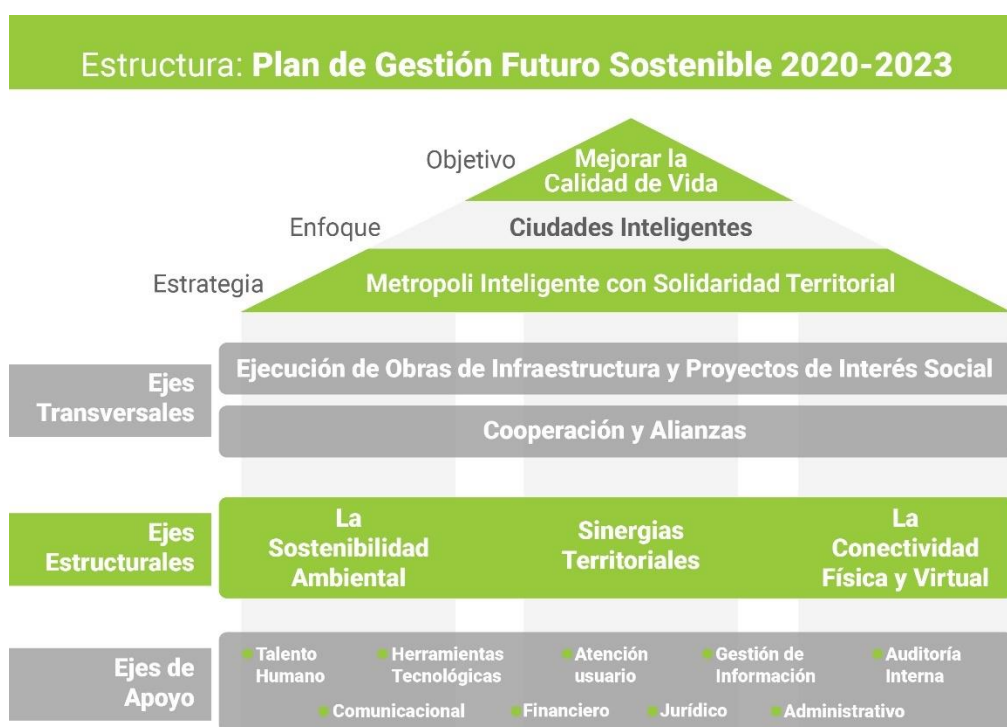 Estructura: Plan de Gestión Futuro Sostenible 2020-2023
Objetivo
Mejorar la
Calidad de Vida
Enfoque
Ciudades Inteligentes
Estrategia
Metropoli Inteligente con Solidaridad Territorial
Ejes
Transversales
Ejecución de Obras de Infraestructura y Proyectos de Interés Social
Cooperación y Alianzas
Ejes
Estructurales
La
Sostenibilidad
Ambiental
Sinergias
Territoriales
La
Conectividad
Física y Virtual
Ejes de
Apoyo
Talento
Humano
Herramientas
Tecnológicas
Atención
usuario
Gestión de
Información
Auditoría
Interna
Comunicacional
Financiero
Jurídico
Administrativo